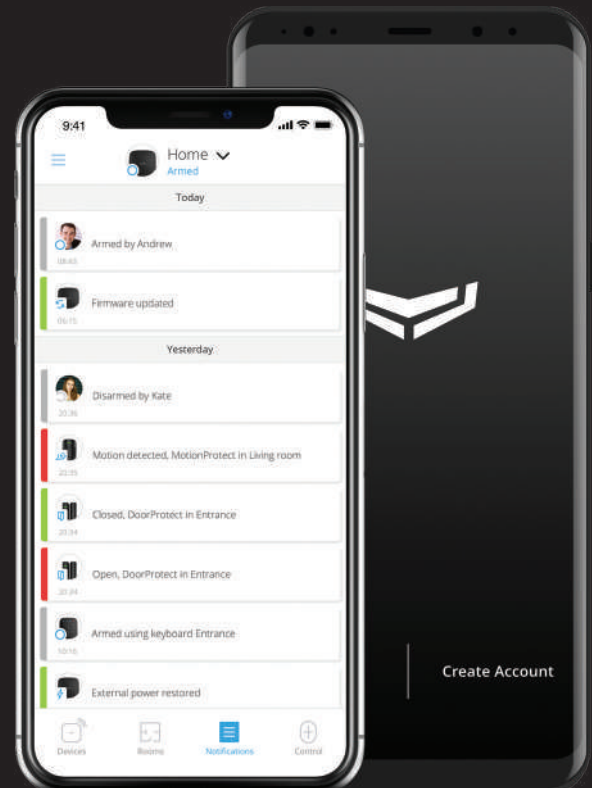 9:41
Home
Armed
Today
Armed by Andrew
Firmware updated
06:15
Yesterday
Disarmed by Kate
20:36
Motion detected, MotionProtect in Living room
20:35
Closed, DoorProtect in Entrance
20:34
Open, DoorProtect in Entrance
20:34
Armed using keyboard Entrance
10:16
External power restored
Devices
Rooms
Notifications
Control
Create Account